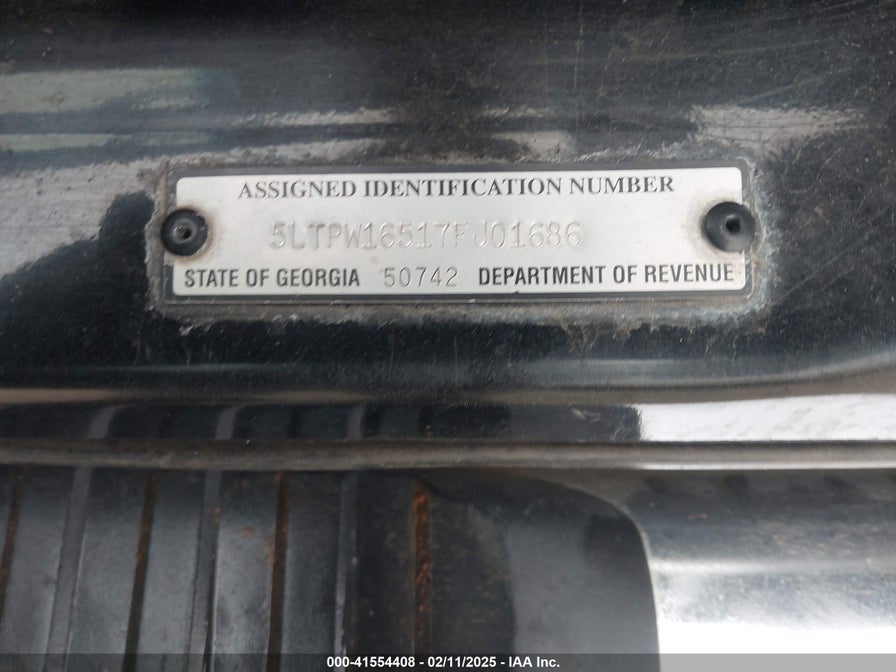 ASSIGNED IDENTIFICATION NUMBER
5LTPW16517FJ01686
STATE OF GEORGIA 50742 DEPARTMENT OF REVENUE
000-41554408 - 02/11/2025 - IAA Inc.